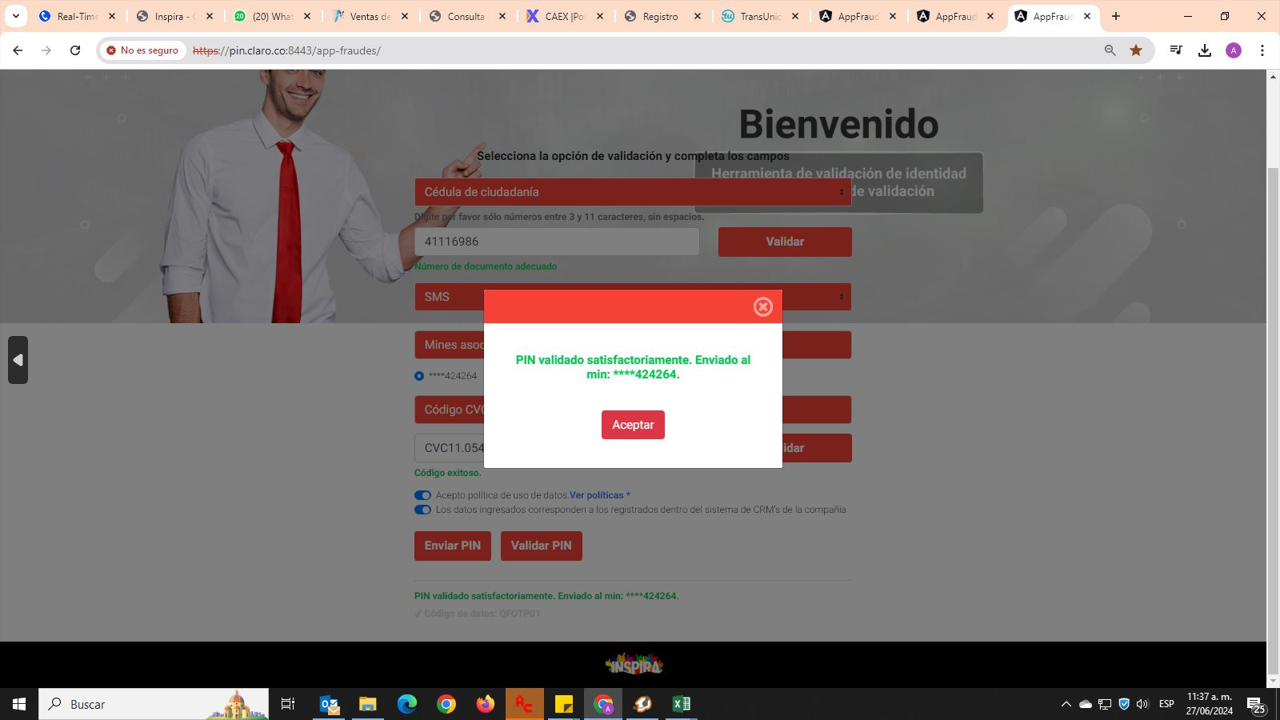 Real-Time
Inspira - C
(20) What
Ventas de
Consulta
CAEX |Por
Registro
TransUnic
AppFraud
AppFraud
AppFrau
No es seguro
https://pin.claro.co:8443/app-fraudes/
A
Bienvenido
Herramienta de validación de identidad
de validación
Selecciona la opción de validación y completa los campos
Cédula de ciudadanía
Digite por favor sólo números entre 3 y 11 caracteres, sin espacios.
41116986
Validar
Número de documento adecuado
SMS
Mines asoc
****424264
PIN validado satisfactoriamente. Enviado al
min: ****424264.
Aceptar
Código CVC
CVC11.054
idar
Código exitoso.
Acepto política de uso de datos.Ver políticas *
Los datos ingresados corresponden a los registrados dentro del sistema de CRM's de la compañia
Enviar PIN
Validar PIN
PIN validado satisfactoriamente. Enviado al min: ****424264.
✓ Código de datos: QFOTP01
INSPIRA
Buscar
ESP
11:37 a. m.
27/06/2024
25